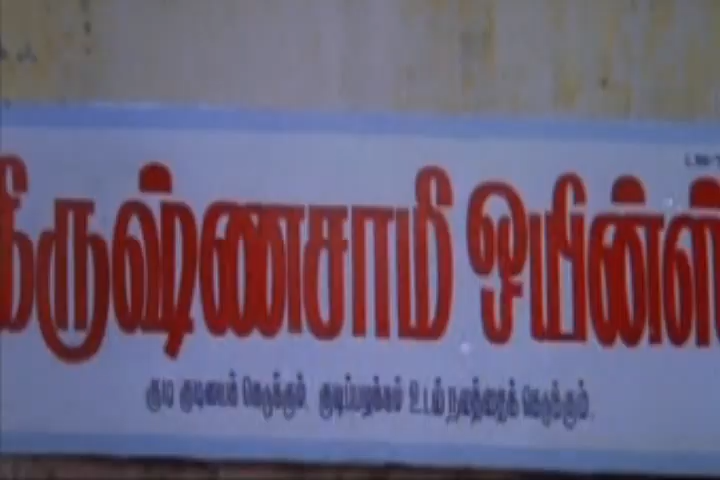 கிருஷ்ணசாமி ஒயின்ஸ்
குடி குடியைக் கெடுக்கும். குடிப்பழக்கம் உடல் நலத்தைக் கெடுக்கும்.